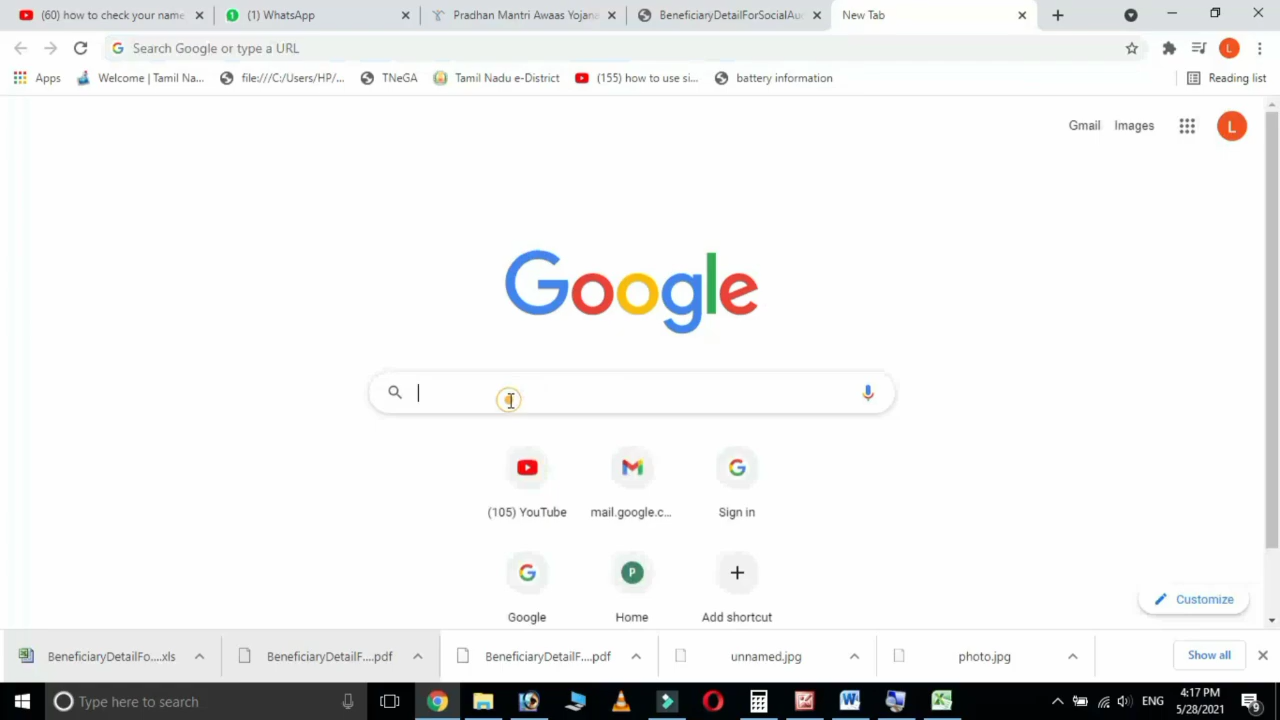 (60) how to check your name
(1) WhatsApp
Pradhan Mantri Awaas Yojana
BeneficiaryDetailForSocialAu
New Tab
Search Google or type a URL
Apps
Welcome | Tamil Na...
file:///C:/Users/HP/...
TNeGA
Tamil Nadu e-District
(155) how to use si...
battery information
Reading list
Gmail
Images
L
L
Google
(105) YouTube
mail.google.c...
Sign in
Google
P
Home
Add shortcut
Customize
BeneficiaryDetailFo....xls
BeneficiaryDetailF....pdf
BeneficiaryDetailF....pdf
unnamed.jpg
photo.jpg
Show all
Type here to search
ENG
4:17 PM
5/28/2021
9